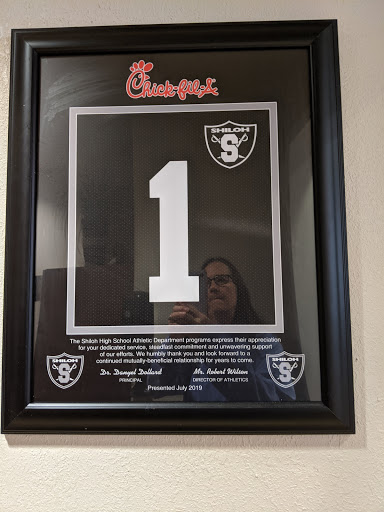 Chick-fil-A
SHILOH
S
1
The Shiloh High School Athletic Department programs express their appreciation
for your dedicated service, steadfast commitment and unwavering support
of our efforts. We humbly thank you and look forward to a
continued mutually-beneficial relationship for years to come.
SHILOH
S
SHILOH
S
Dr. Danyel Dollard
Mr. Robert Wilson
PRINCIPAL
DIRECTOR OF ATHLETICS
Presented July 2019